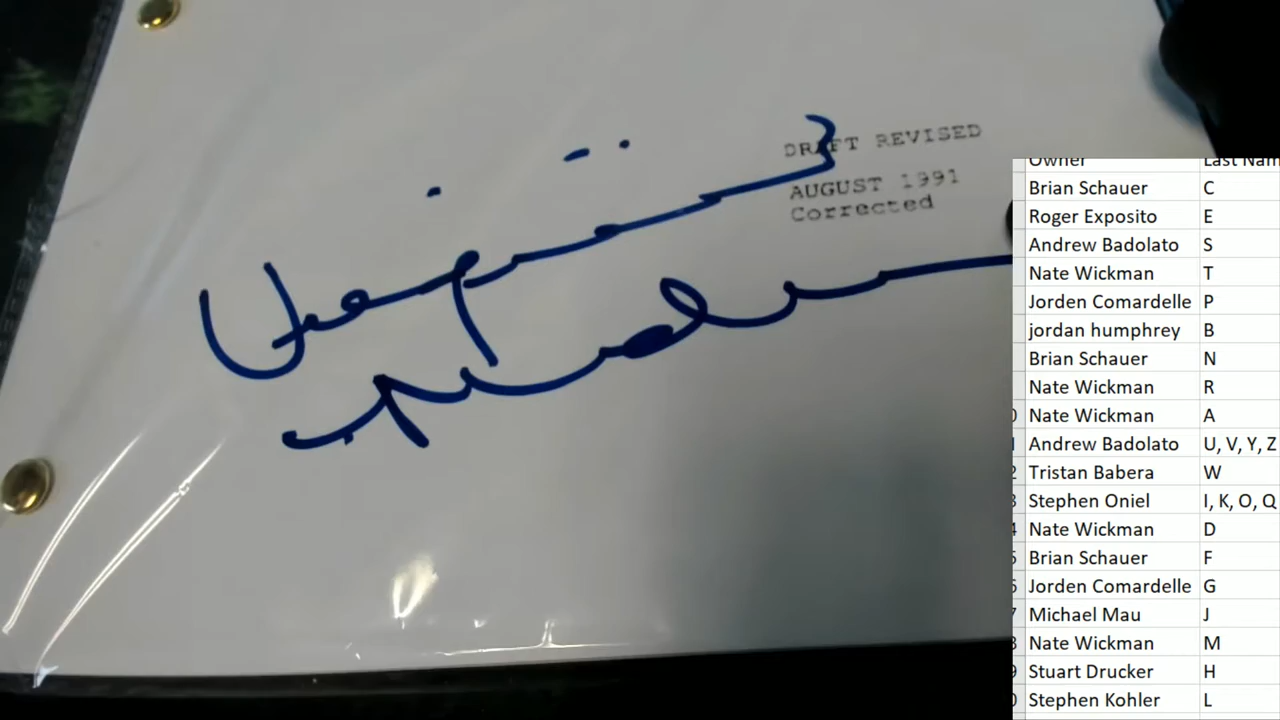 DRAFT REVISED
AUGUST 1991
Corrected
Owner
Brian Schauer C
Roger Exposito E
Andrew Badolato S
Nate Wickman T
Jorden Comardelle P
jordan humphrey B
Brian Schauer N
Nate Wickman R
Nate Wickman A
Andrew Badolato U, V, Y, Z
Tristan Babera W
Stephen Oniel I, K, O, Q
Nate Wickman D
Brian Schauer F
Jorden Comardelle G
Michael Mau J
Nate Wickman M
Stuart Drucker H
Stephen Kohler L